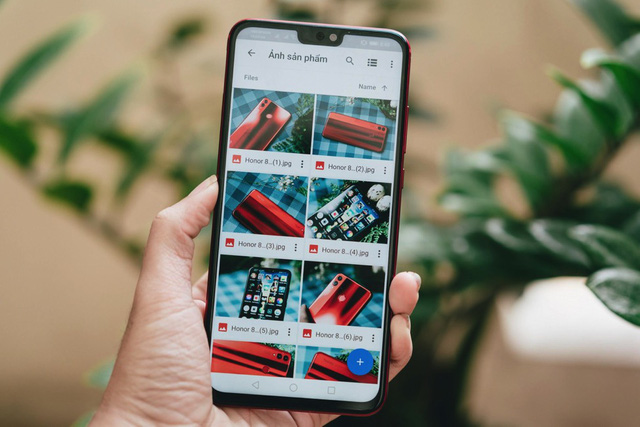 Ảnh sản phẩm
Files
Name
Honor 8...(1).jpg
Honor 8...(2).jpg
Honor 8...(3).jpg
Honor 8...(4).jpg
Honor 8...(5).jpg
Honor 8...(6).jpg